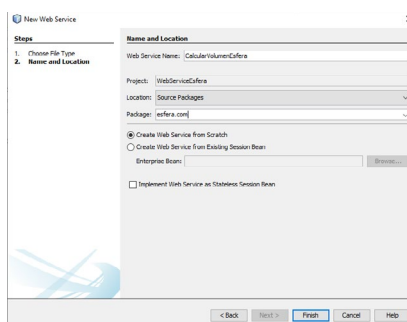 New Web Service
Steps
1. Choose File Type
2. Name and Location
Name and Location
Web Service Name: CalcularVolumenEsfera
Project: WebServiceEsfera
Location: Source Packages
Package: esfera.com
Create Web Service from Scratch
Create Web Service from Existing Session Bean
Enterprise Bean: Browse...
Implement Web Service as Stateless Session Bean
< Back Next > Finish Cancel Help